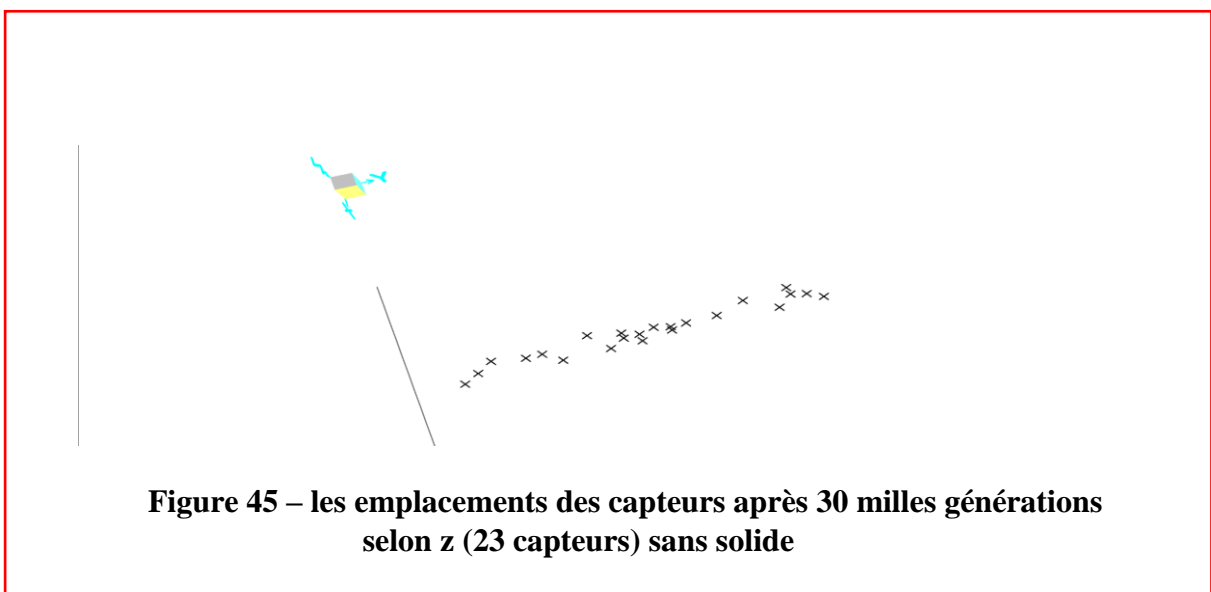 Figure 45 – les emplacements des capteurs après 30 milles générations
selon z (23 capteurs) sans solide